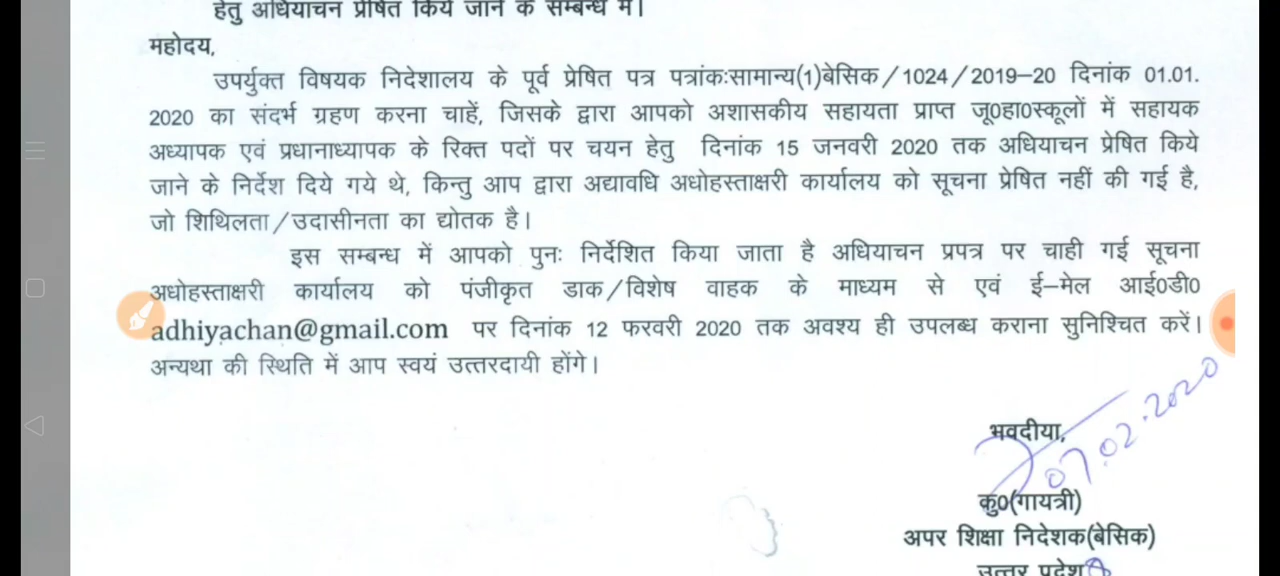 हेतु अधियाचन प्रेषित किये जाने के सम्बन्ध में।
महोदय,
उपर्युक्त विषयक निदेशालय के पूर्व प्रेषित पत्र पत्रांकःसामान्य(1)बेसिक/1024/2019–20 दिनांक 01.01.
2020 का संदर्भ ग्रहण करना चाहें, जिसके द्वारा आपको अशासकीय सहायता प्राप्त जू0हा0स्कूलों में सहायक
अध्यापक एवं प्रधानाध्यापक के रिक्त पदों पर चयन हेतु दिनांक 15 जनवरी 2020 तक अधियाचन प्रेषित किये
जाने के निर्देश दिये गये थे, किन्तु आप द्वारा अद्यावधि अधोहस्ताक्षरी कार्यालय को सूचना प्रेषित नहीं की गई है,
जो शिथिलता/उदासीनता का द्योतक है।
इस सम्बन्ध में आपको पुनः निर्देशित किया जाता है अधियाचन प्रपत्र पर चाही गई सूचना
अधोहस्ताक्षरी कार्यालय को पंजीकृत डाक/विशेष वाहक के माध्यम से एवं ई–मेल आई0डी0
adhiyachan@gmail.com पर दिनांक 12 फरवरी 2020 तक अवश्य ही उपलब्ध कराना सुनिश्चित करें।
अन्यथा की स्थिति में आप स्वयं उत्तरदायी होंगे।
भवदीया,
07.02.2020
कु0(गायत्री)
अपर शिक्षा निदेशक(बेसिक)
उत्तर प्रदेश